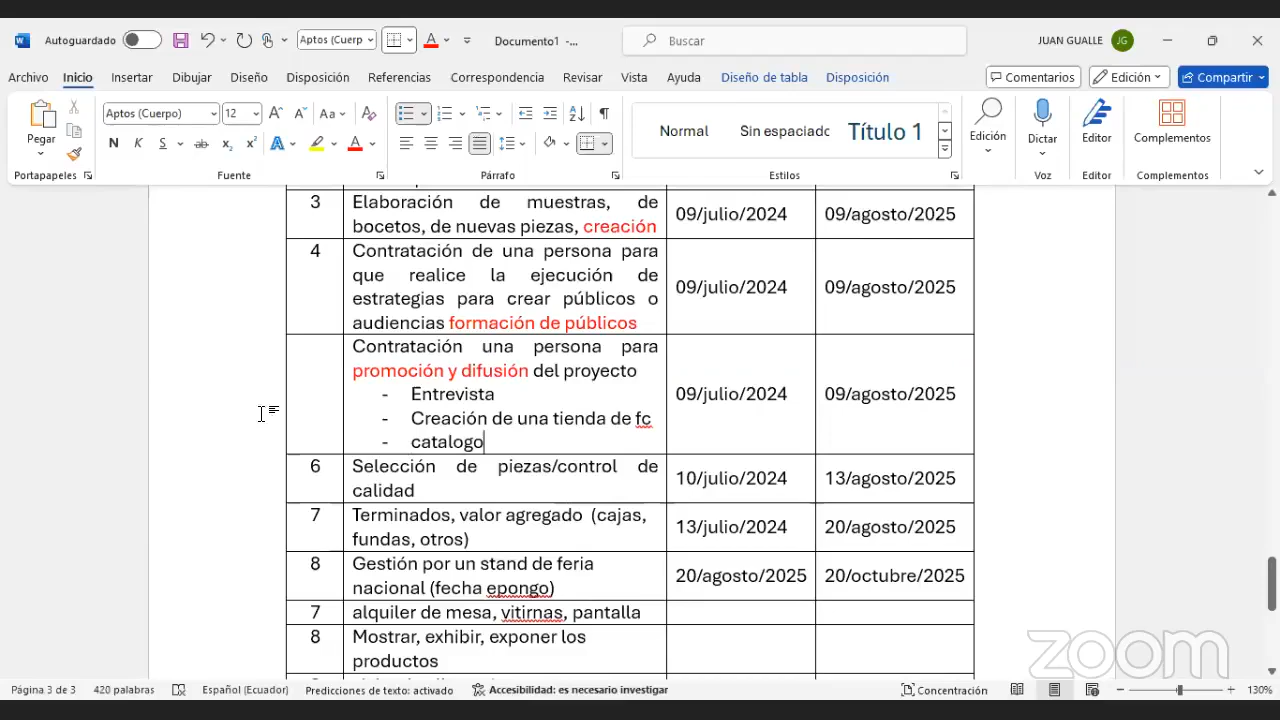 Autoguardado
Aptos (Cuerp
Documento1 -...
Buscar
JUAN GUALLE
JG
Archivo Inicio Insertar Dibujar Diseño Disposición Referencias Correspondencia Revisar Vista Ayuda Diseño de tabla Disposición
Comentarios
Edición
Compartir
Pegar
Aptos (Cuerpo) 12
Normal
Sin espaciado
Título 1
Edición
Dictar
Editor
Complementos
Portapapeles
Fuente
Párrafo
Estilos
Voz
Editor
Complementos
3 Elaboración de muestras, de 09/julio/2024 09/agosto/2025
bocetos, de nuevas piezas, creación
4 Contratación de una persona para
que realice la ejecución de 09/julio/2024 09/agosto/2025
estrategias para crear públicos o
audiencias formación de públicos
Contratación una persona para
promoción y difusión del proyecto
- Entrevista 09/julio/2024 09/agosto/2025
- Creación de una tienda de fc
- catalogo
6 Selección de piezas/control de 10/julio/2024 13/agosto/2025
calidad
7 Terminados, valor agregado (cajas, 13/julio/2024 20/agosto/2025
fundas, otros)
8 Gestión por un stand de feria 20/agosto/2025 20/octubre/2025
nacional (fecha epongo)
7 alquiler de mesa, vitirnas, pantalla
8 Mostrar, exhibir, exponer los
productos
zoom
Página 3 de 3 420 palabras Español (Ecuador) Predicciones de texto: activado Accesibilidad: es necesario investigar Concentración 130%